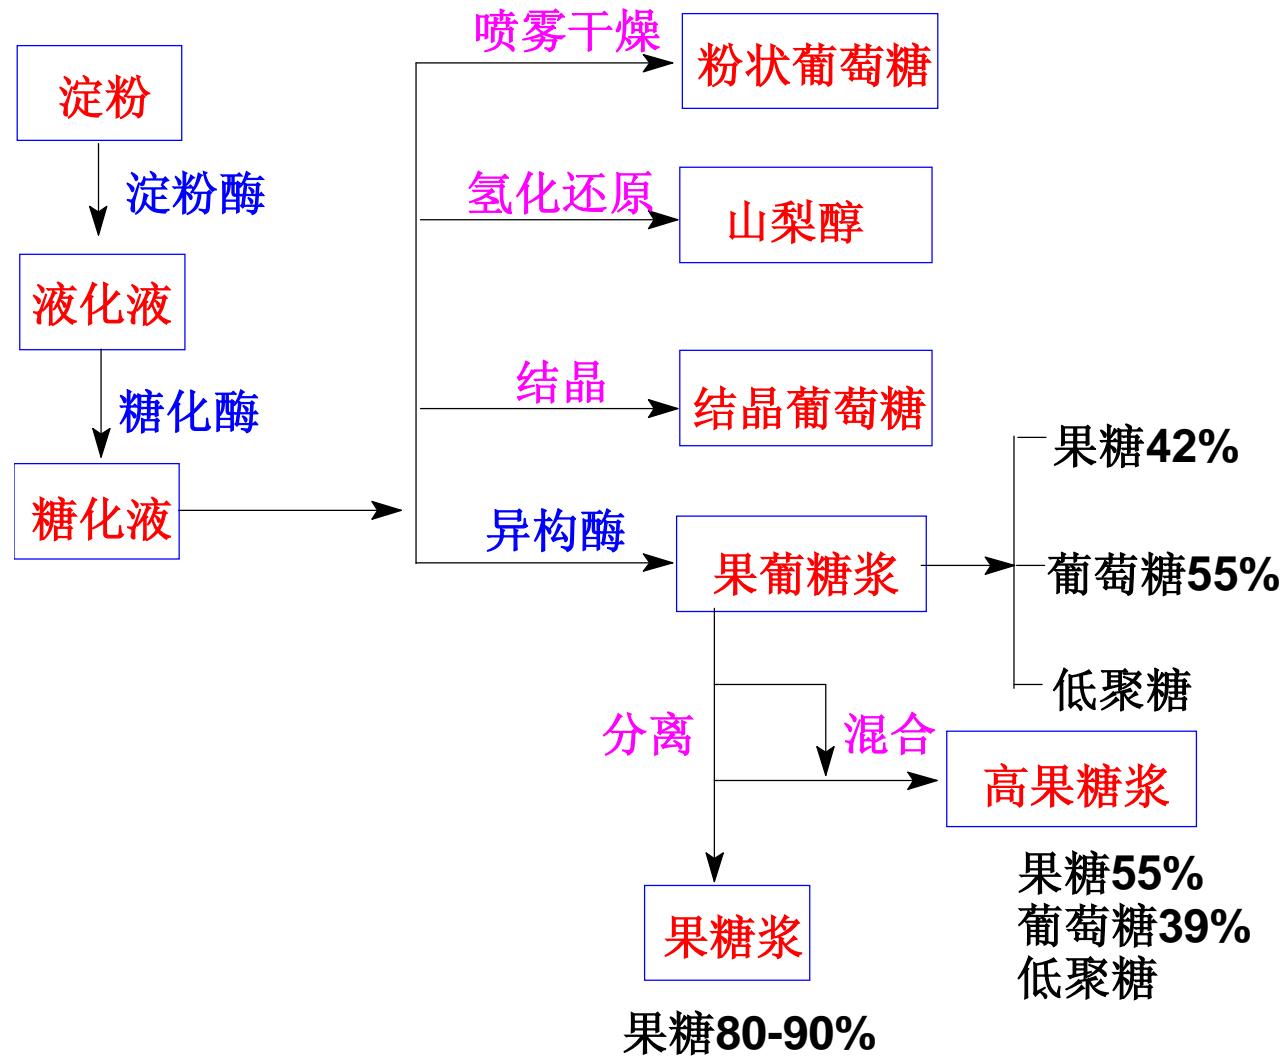 淀粉
淀粉酶
液化液
糖化酶
糖化液
喷雾干燥
粉状葡萄糖
氢化还原
山梨醇
结晶
结晶葡萄糖
异构酶
果葡糖浆
果糖42%
葡萄糖55%
低聚糖
分离
混合
高果糖浆
果糖55%
葡萄糖39%
低聚糖
果糖浆
果糖80-90%